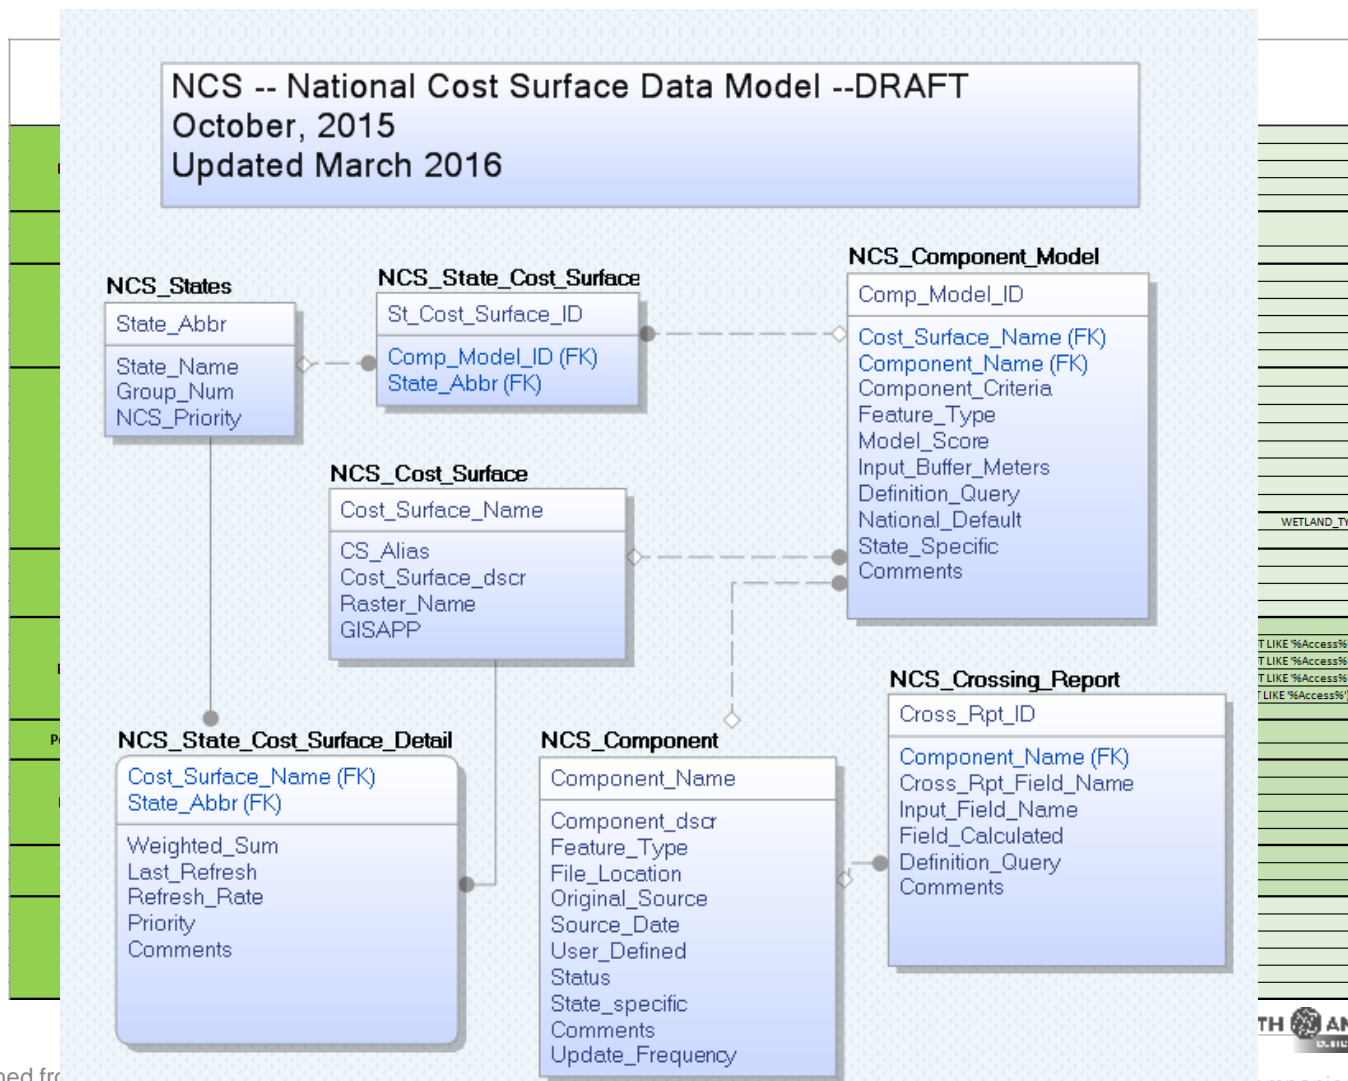 NCS -- National Cost Surface Data Model --DRAFT
October, 2015
Updated March 2016
NCS_States
State_Abbr
State_Name
Group_Num
NCS_Priority
NCS_State_Cost_Surface
St_Cost_Surface_ID
Comp_Model_ID (FK)
State_Abbr (FK)
NCS_Component_Model
Comp_Model_ID
Cost_Surface_Name (FK)
Component_Name (FK)
Component_Criteria
Feature_Type
Model_Score
Input_Buffer_Meters
Definition_Query
National_Default
State_Specific
Comments
NCS_Cost_Surface
Cost_Surface_Name
CS_Alias
Cost_Surface_dscr
Raster_Name
GISAPP
NCS_State_Cost_Surface_Detail
Cost_Surface_Name (FK)
State_Abbr (FK)
Weighted_Sum
Last_Refresh
Refresh_Rate
Priority
Comments
NCS_Component
Component_Name
Component_dscr
Feature_Type
File_Location
Original_Source
Source_Date
User_Defined
Status
State_specific
Comments
Update_Frequency
NCS_Crossing_Report
Cross_Rpt_ID
Component_Name (FK)
Cross_Rpt_Field_Name
Input_Field_Name
Field_Calculated
Definition_Query
Comments
WETLAND_TY
T LIKE '%Access%
T LIKE '%Access%
T LIKE '%Access%
LIKE '%Access%'